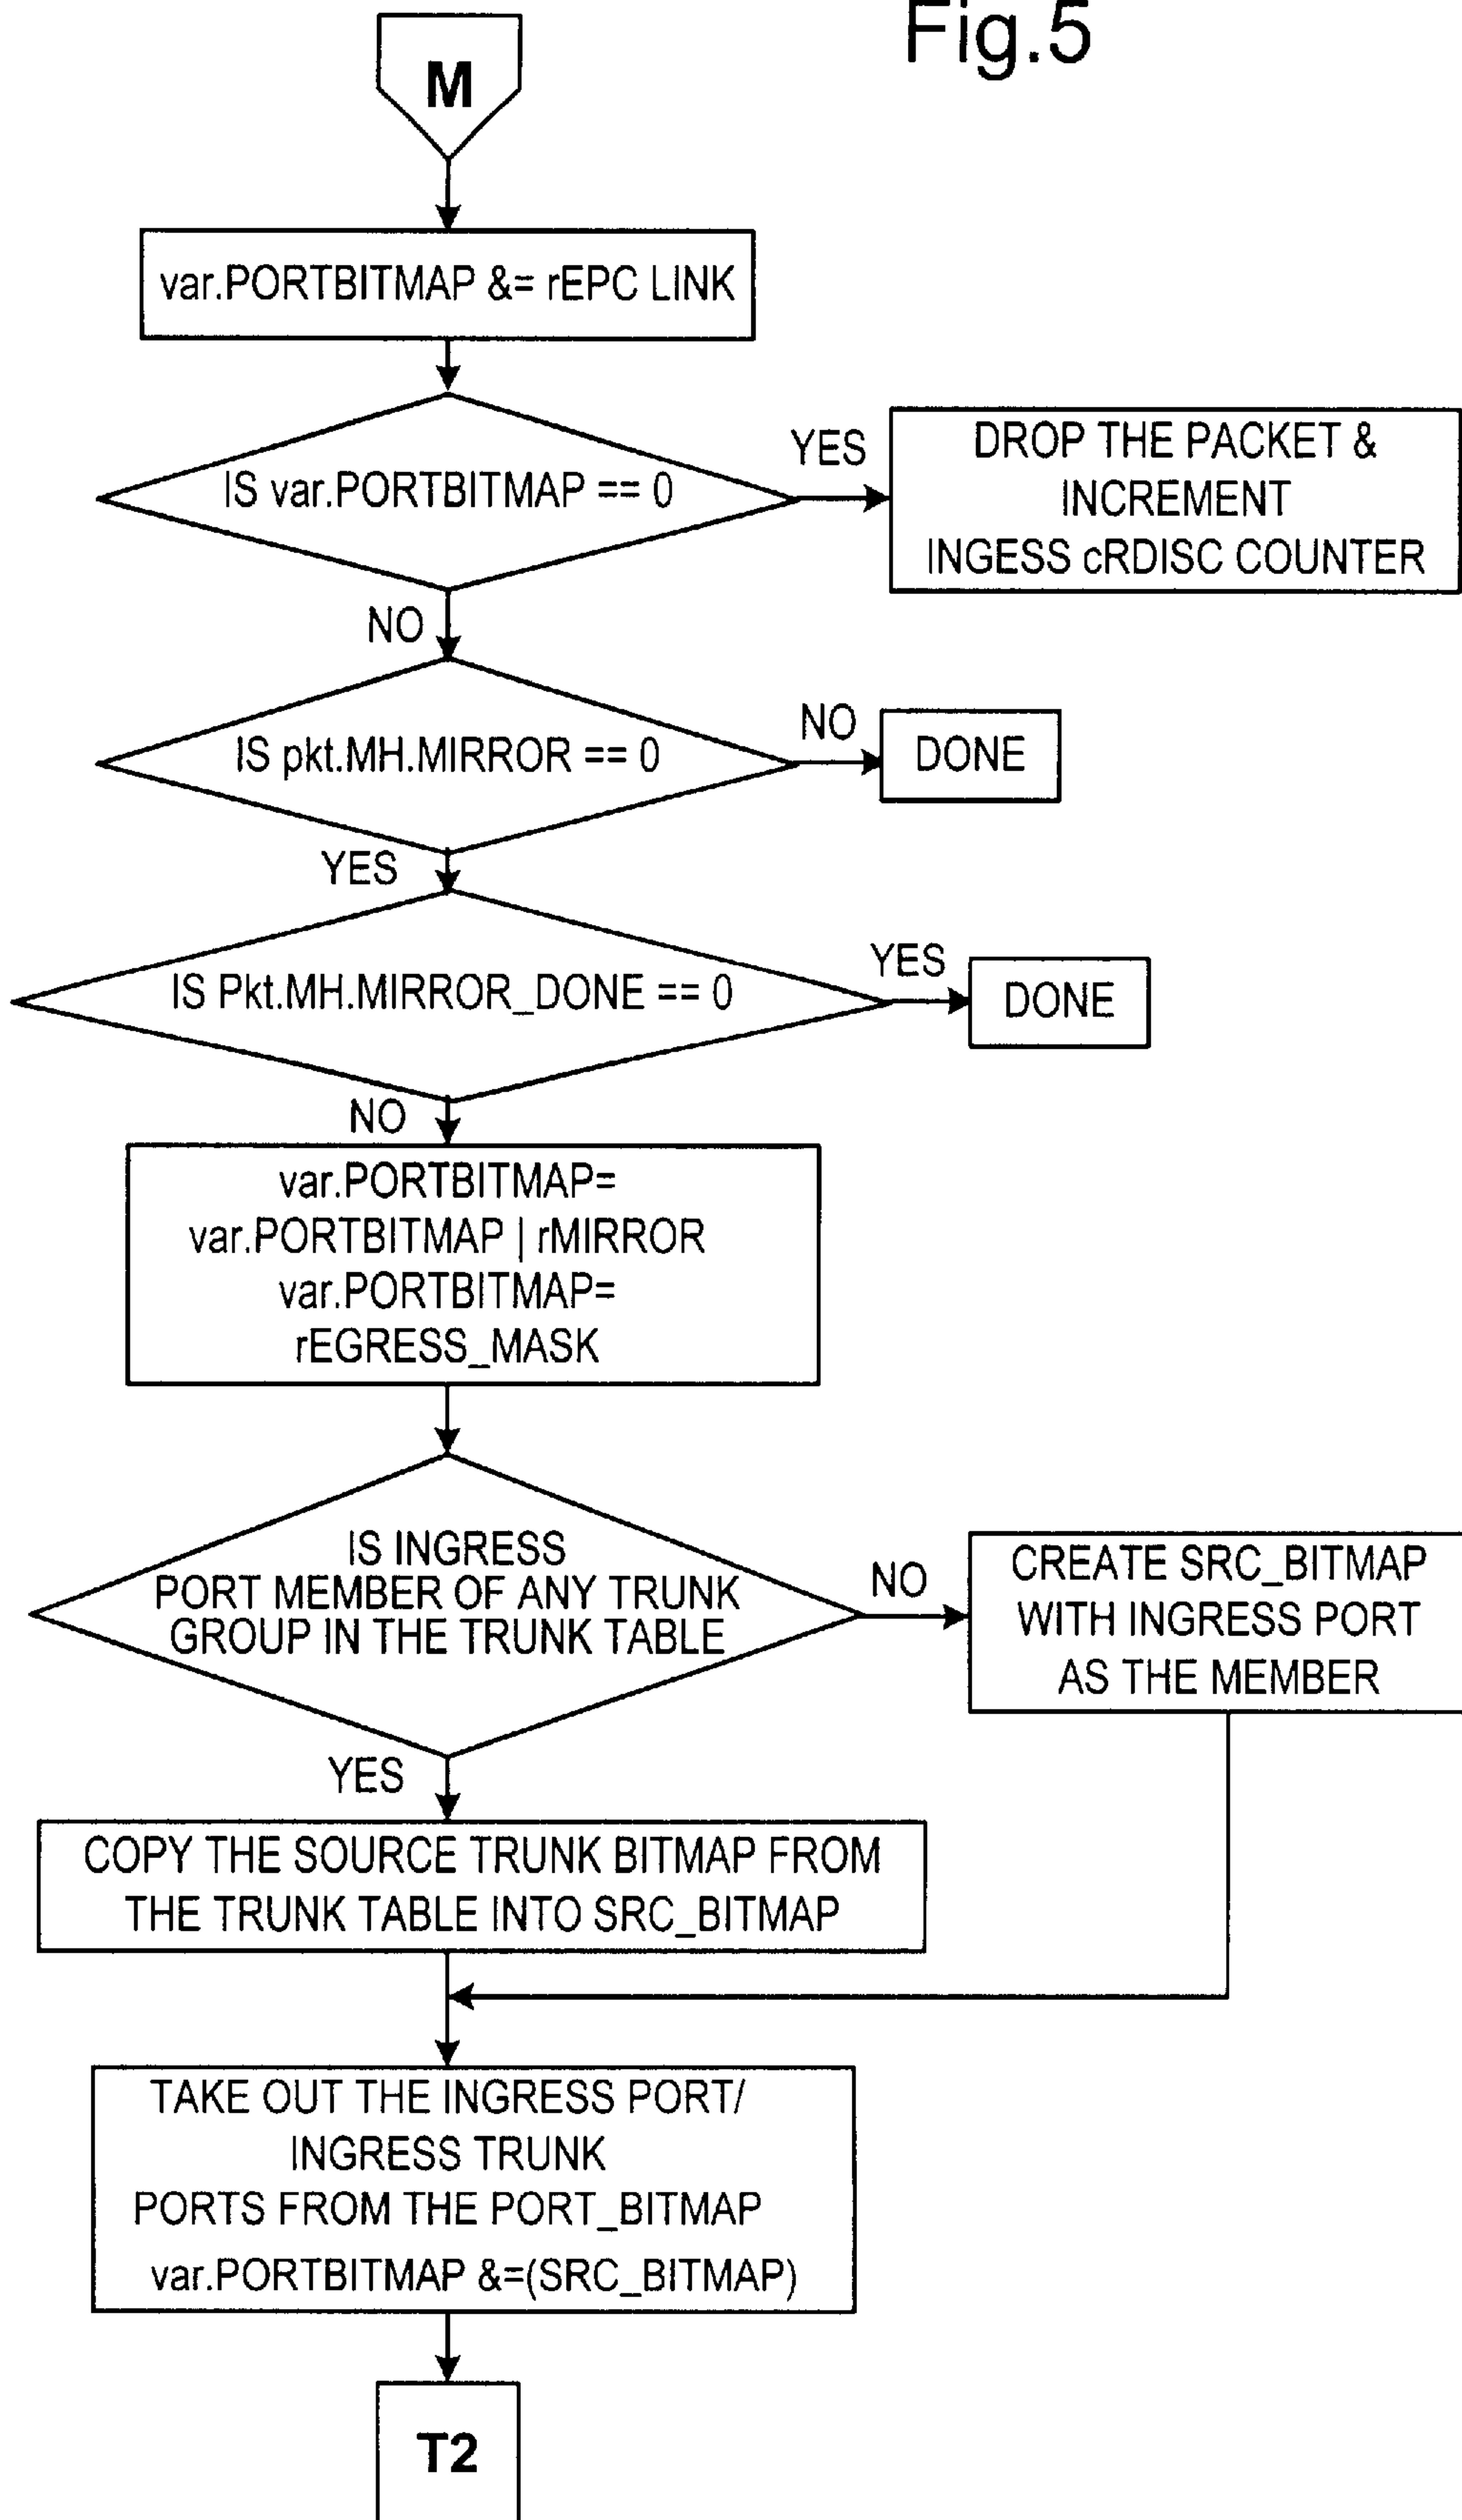 Fig.5
M
var.PORTBITMAP &= rEPC LINK
IS var.PORTBITMAP == 0
YES
DROP THE PACKET &
INCREMENT
INGESS cRDISC COUNTER
NO
IS pkt.MH.MIRROR == 0
NO
DONE
YES
IS Pkt.MH.MIRROR_DONE == 0
YES
DONE
NO
var.PORTBITMAP=
var.PORTBITMAP | rMIRROR
var.PORTBITMAP=
rEGRESS_MASK
IS INGRESS
PORT MEMBER OF ANY TRUNK
GROUP IN THE TRUNK TABLE
NO
CREATE SRC_BITMAP
WITH INGRESS PORT
AS THE MEMBER
YES
COPY THE SOURCE TRUNK BITMAP FROM
THE TRUNK TABLE INTO SRC_BITMAP
TAKE OUT THE INGRESS PORT/
INGRESS TRUNK
PORTS FROM THE PORT_BITMAP
var.PORTBITMAP &=(SRC_BITMAP)
T2